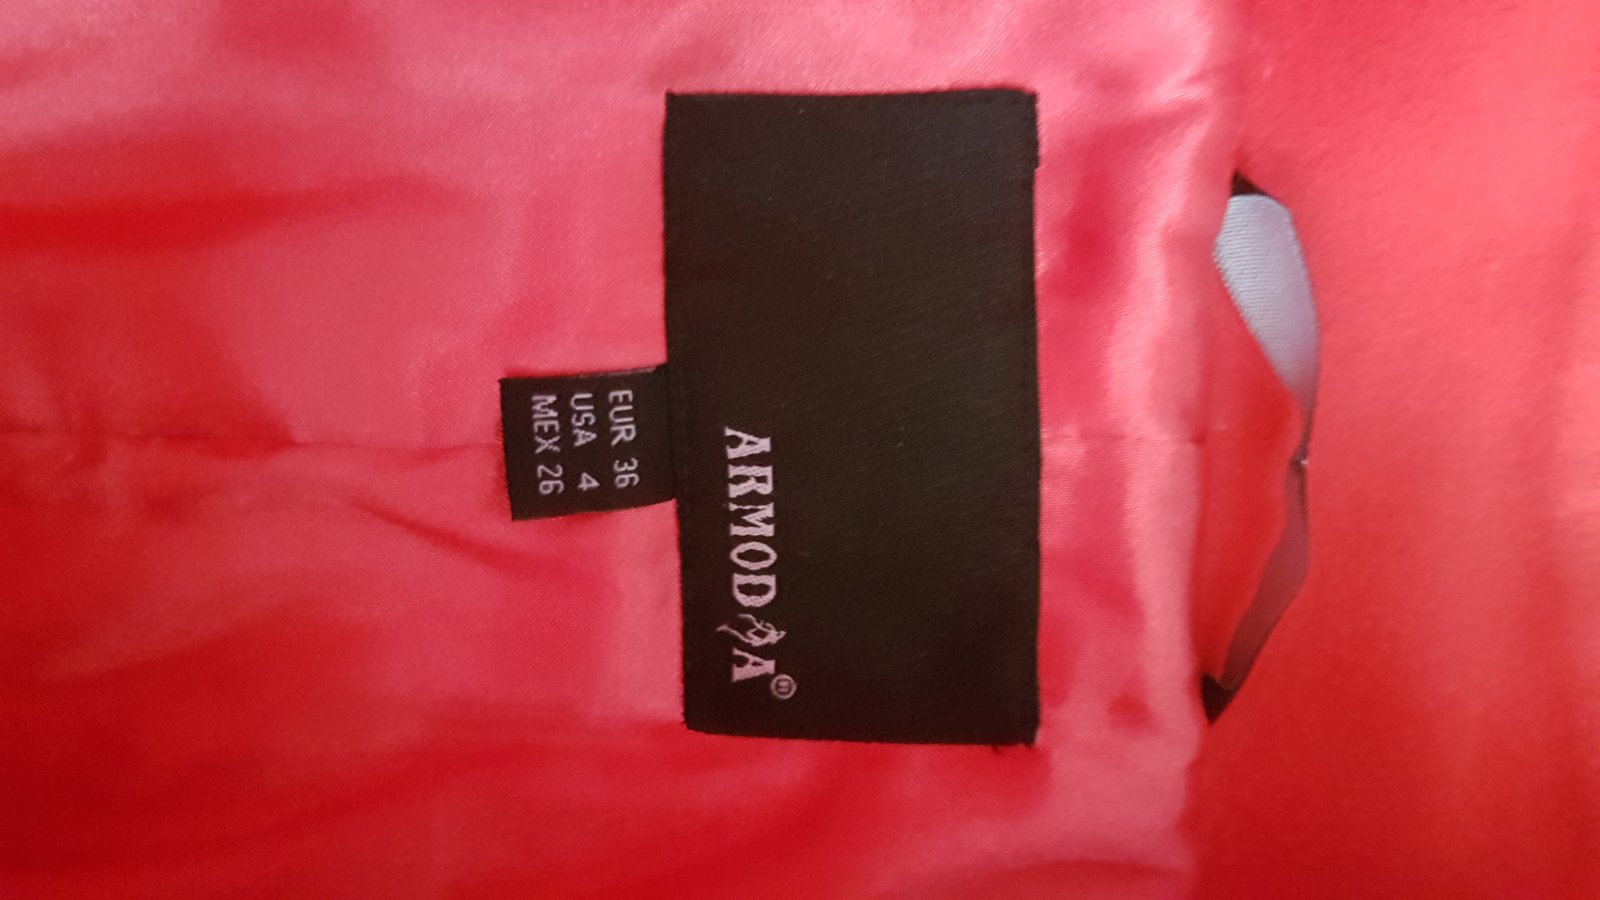 ARMODA®
EUR 36
USA 4
MEX 26